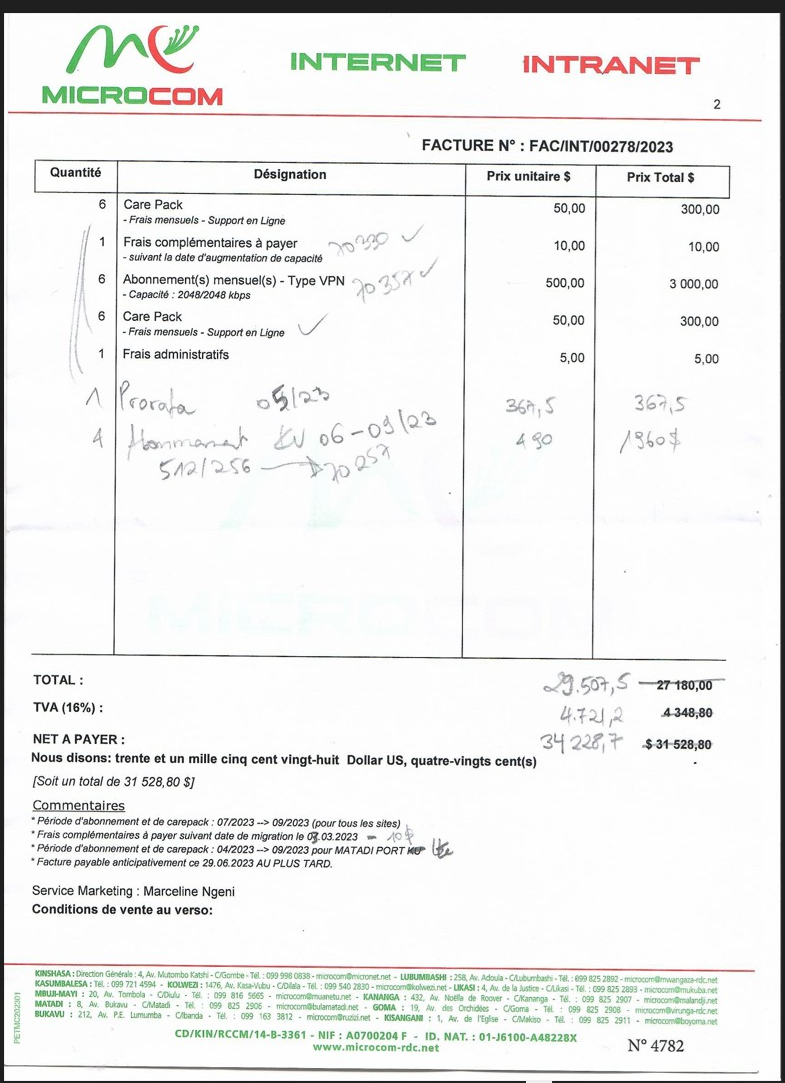 MICROCOM
INTERNET INTRANET
2
FACTURE N° : FAC/INT/00278/2023
Quantité Désignation Prix unitaire $ Prix Total $
6 Care Pack 50,00 300,00
- Frais mensuels - Support en Ligne
1 Frais complémentaires à payer 70330 10,00 10,00
- suivant la date d'augmentation de capacité
6 Abonnement(s) mensuel(s) - Type VPN 70357 500,00 3 000,00
- Capacité : 2048/2048 kbps
6 Care Pack 50,00 300,00
- Frais mensuels - Support en Ligne
1 Frais administratifs 5,00 5,00
1 Prorata 05/23 367,5 367,5
4 KU 06-09/23 490 1960$
512/256 70257
TOTAL : 29.507,5 27 180,00
TVA (16%) : 4.721,2 4 348,80
NET A PAYER : 34 228,7 $ 31 528,80
Nous disons: trente et un mille cinq cent vingt-huit Dollar US, quatre-vingts cent(s)
[Soit un total de 31 528,80 $]
Commentaires
* Période d'abonnement et de carepack : 07/2023 --> 09/2023 (pour tous les sites)
* Frais complémentaires à payer suivant date de migration le .03.2023 - 10$
* Période d'abonnement et de carepack : 04/2023 --> 09/2023 pour MATADI PORT
* Facture payable anticipativement ce 29.06.2023 AU PLUS TARD.
Service Marketing : Marceline Ngeni
Conditions de vente au verso:
KINSHASA : Direction Générale : 4, Av. Mutombo Katshi - C/Gombe - Tél. : 099 998 0838 - microcom@micronet.net - LUBUMBASHI : 258, Av. Adoula - C/Lubumbashi - Tél. : 099 825 2892 - microcom@mwangaza-rdc.net
KASUMBALESA : Tél. : 099 721 4594 - KOLWEZI : 1476, Av. Kasa-Vubu - C/Dilala - Tél. : 099 540 2830 - microcom@kolwezi.net - LIKASI : 4, Av. de la Justice - C/Likasi - Tél. : 099 825 2893 - microcom@mukuba.net
MBUJI-MAYI : 20, Av. Tombola - C/Diulu - Tél. : 099 816 5665 - microcom@muanetu.net - KANANGA : 432, Av. Noëlla de Roover - C/Kananga - Tél. : 099 825 2907 - microcom@malandji.net
MATADI : 8, Av. Bukavu - C/Matadi - Tél. : 099 825 2906 - microcom@bulamatadi.net - GOMA : 19, Av. des Orchidées - C/Goma - Tél. : 099 825 2908 - microcom@virunga-rdc.net
BUKAVU : 212, Av. P.E. Lumumba - C/Ibanda - Tél. : 099 163 3812 - microcom@ruzizi.net - KISANGANI : 1, Av. de l'Eglise - C/Makiso - Tél. : 099 825 2911 - microcom@boyoma.net
CD/KIN/RCCM/14-B-3361 - NIF : A0700204 F - ID. NAT. : 01-J6100-A48228X
www.microcom-rdc.net
N° 4782